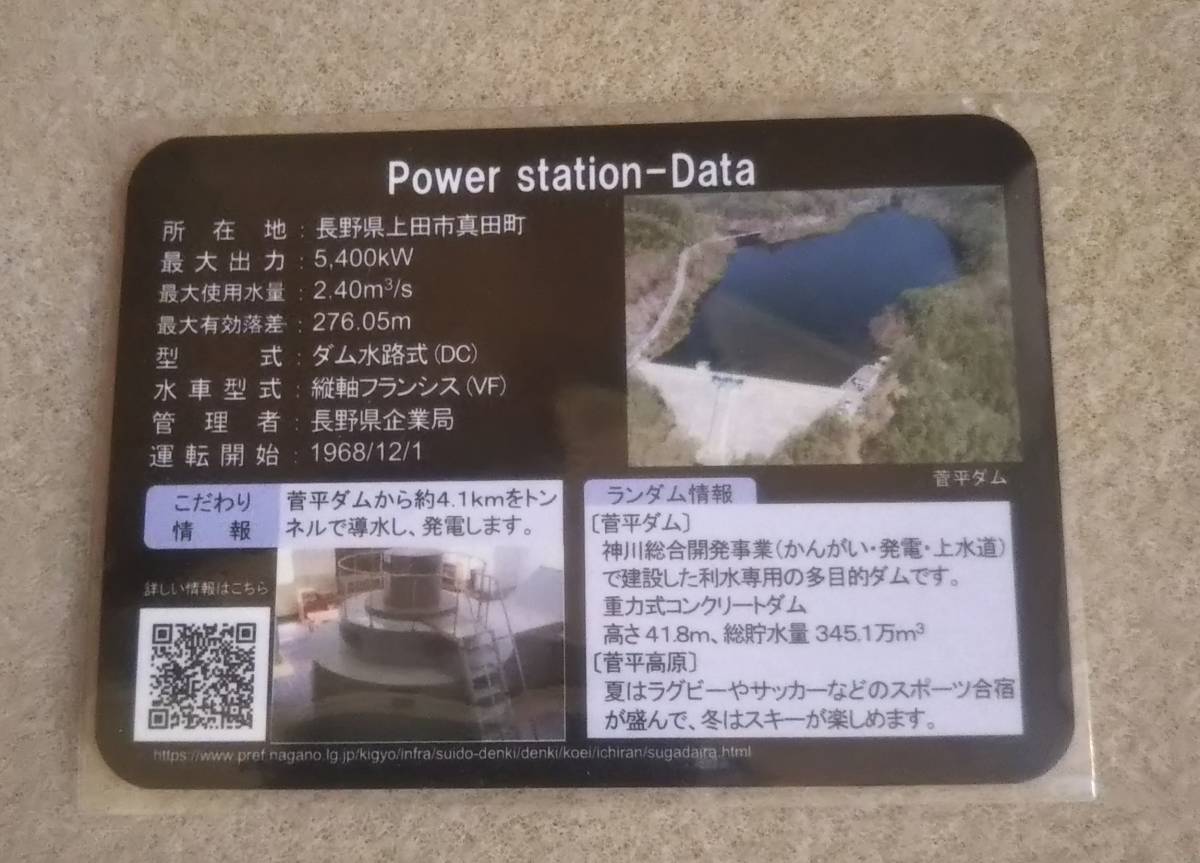 Power station-Data
所在地：長野県上田市真田町
最大出力：5,400kW
最大使用水量：2.40m³/s
最大有効落差：276.05m
型式：ダム水路式(DC)
水車型式：縦軸フランシス(VF)
管理者：長野県企業局
運転開始：1968/12/1
菅平ダム
こだわり
情報
菅平ダムから約4.1kmをトン
ネルで導水し、発電します。
詳しい情報はこちら
ランダム情報
〔菅平ダム〕
神川総合開発事業(かんがい・発電・上水道)
で建設した利水専用の多目的ダムです。
重力式コンクリートダム
高さ41.8m、総貯水量 345.1万m³
〔菅平高原〕
夏はラグビーやサッカーなどのスポーツ合宿
が盛んで、冬はスキーが楽しめます。
https://www.pref.nagano.lg.jp/kigyo/infra/suido-denki/denki/koei/ichiran/sugadaira.html